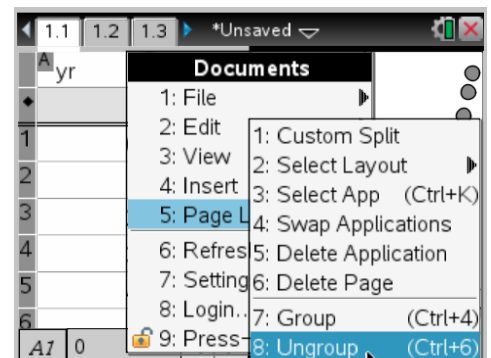 1.1 1.2 1.3 *Unsaved
A yr
Documents
1: File
2: Edit
3: View
4: Insert
5: Page L
6: Refres
7: Setting
8: Login..
9: Press-
1: Custom Split
2: Select Layout
3: Select App (Ctrl+K)
4: Swap Applications
5: Delete Application
6: Delete Page
7: Group (Ctrl+4)
8: Ungroup (Ctrl+6)
1
2
3
4
5
6
A1 0